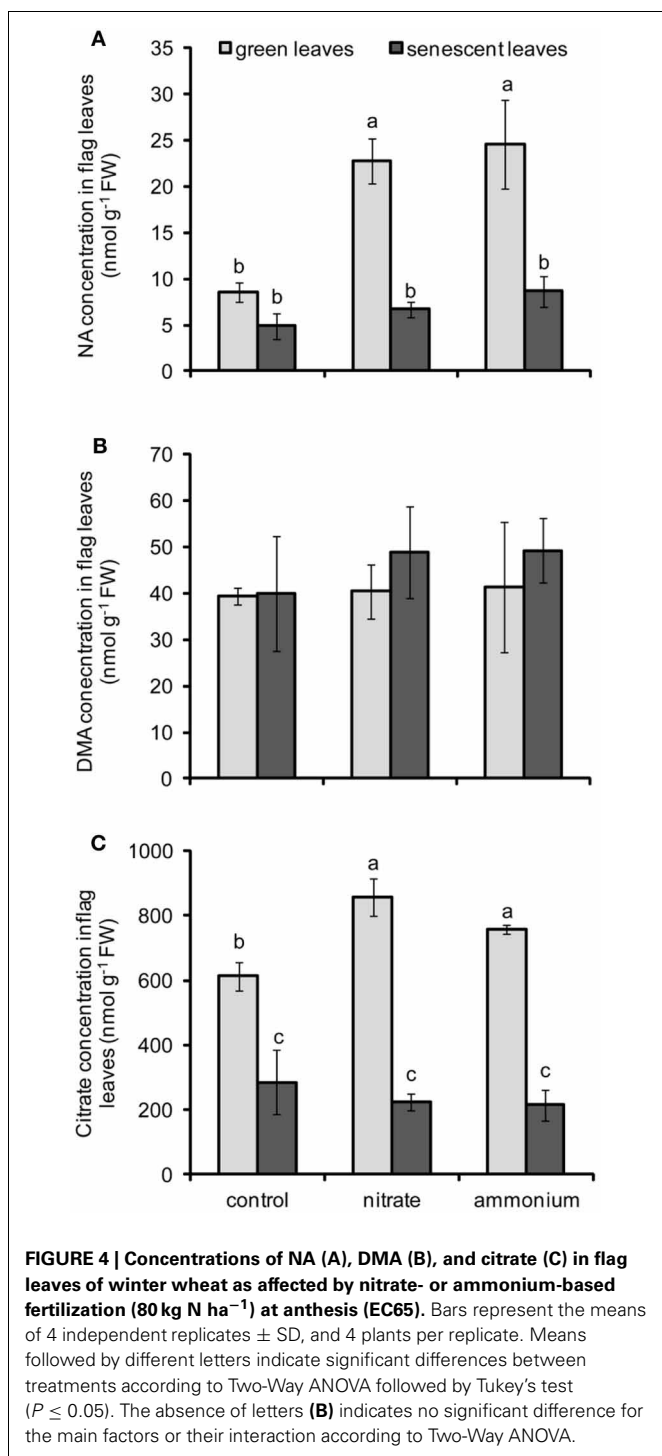 A
green leaves senescent leaves
NA concentration in flag leaves
(nmol g-1 FW)
35
30
25
20
15
10
5
0
b
b
a
b
a
b
B
DMA conecntration in flag leaves
(nmol g-1 FW)
70
60
50
40
30
20
10
0
C
Citrate concentration inflag
leaves (nmol g-1 FW)
1000
800
600
400
200
0
b
c
a
c
a
c
control nitrate ammonium
FIGURE 4 | Concentrations of NA (A), DMA (B), and citrate (C) in flag
leaves of winter wheat as affected by nitrate- or ammonium-based
fertilization (80 kg N ha−1) at anthesis (EC65). Bars represent the means
of 4 independent replicates ± SD, and 4 plants per replicate. Means
followed by different letters indicate significant differences between
treatments according to Two-Way ANOVA followed by Tukey's test
(P ≤ 0.05). The absence of letters (B) indicates no significant difference for
the main factors or their interaction according to Two-Way ANOVA.